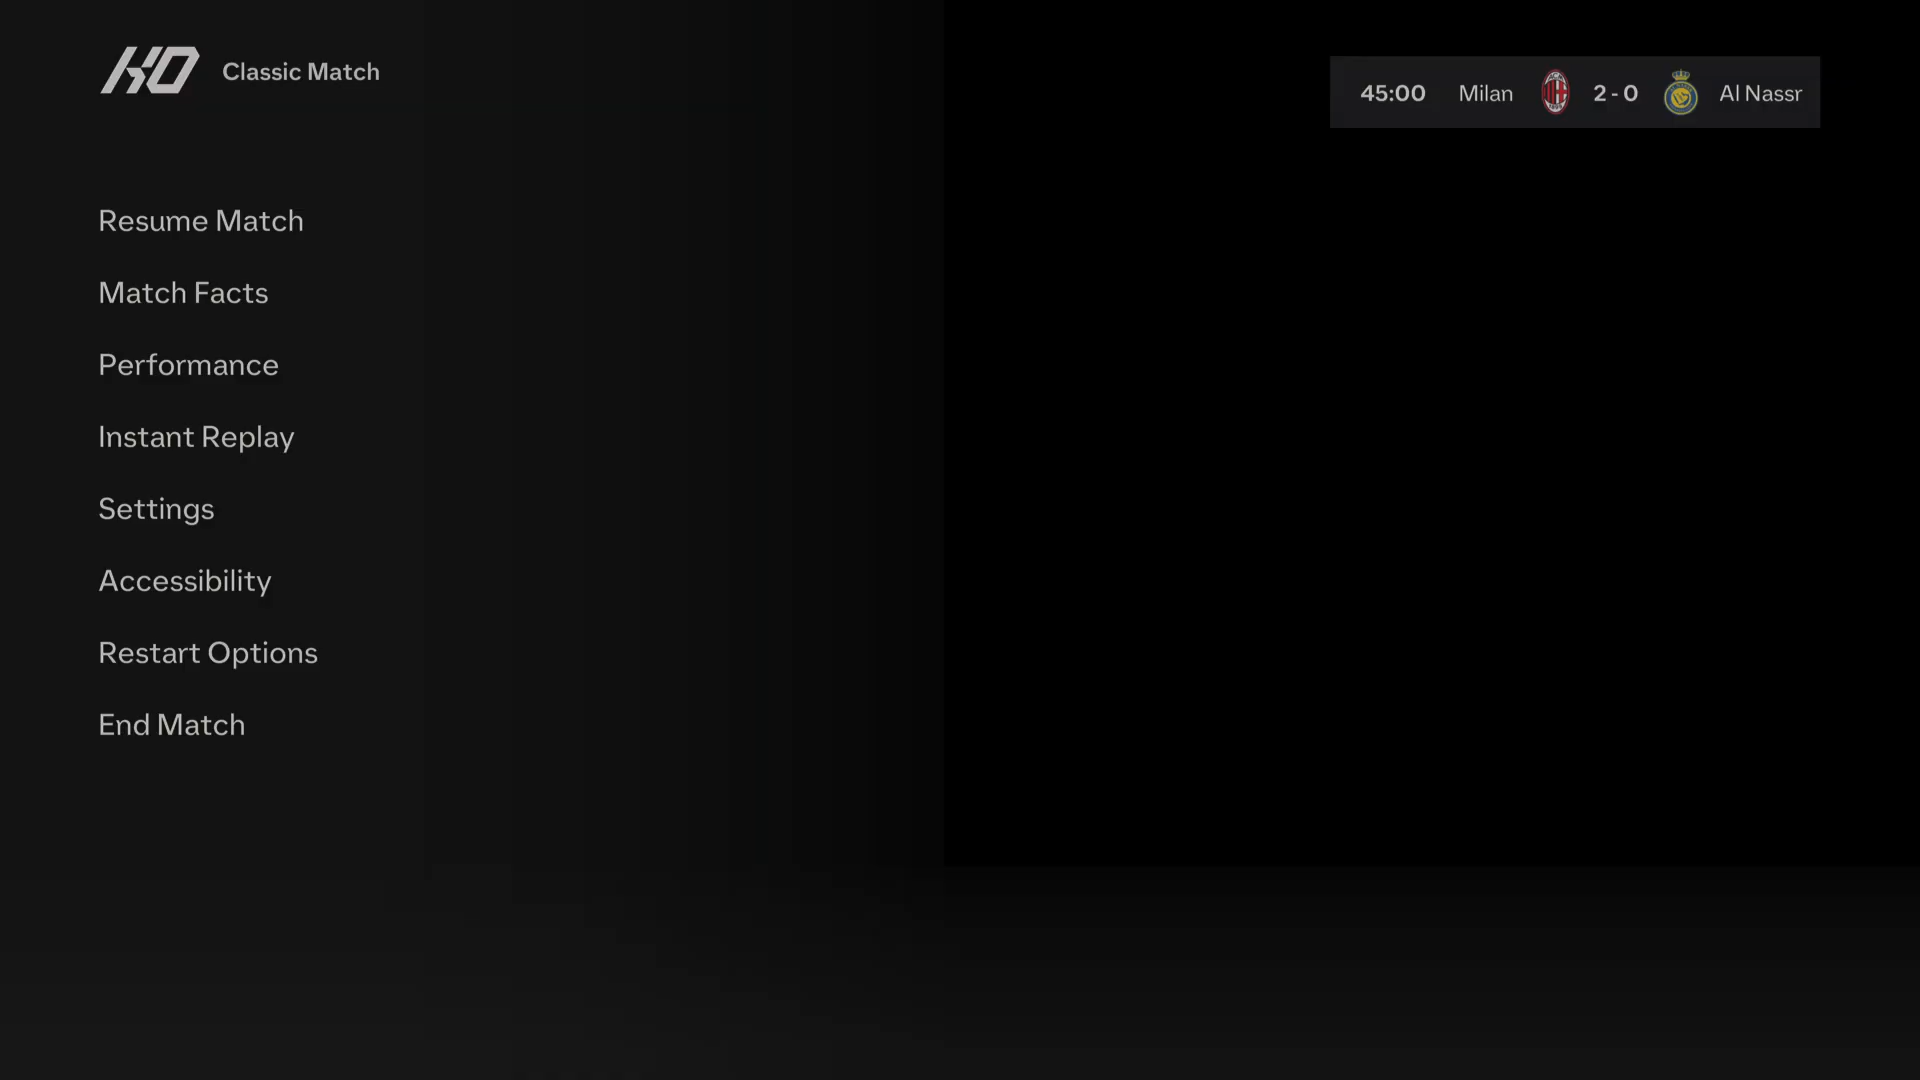 KO Classic Match
45:00 Milan 2 - 0 Al Nassr
Resume Match
Match Facts
Performance
Instant Replay
Settings
Accessibility
Restart Options
End Match